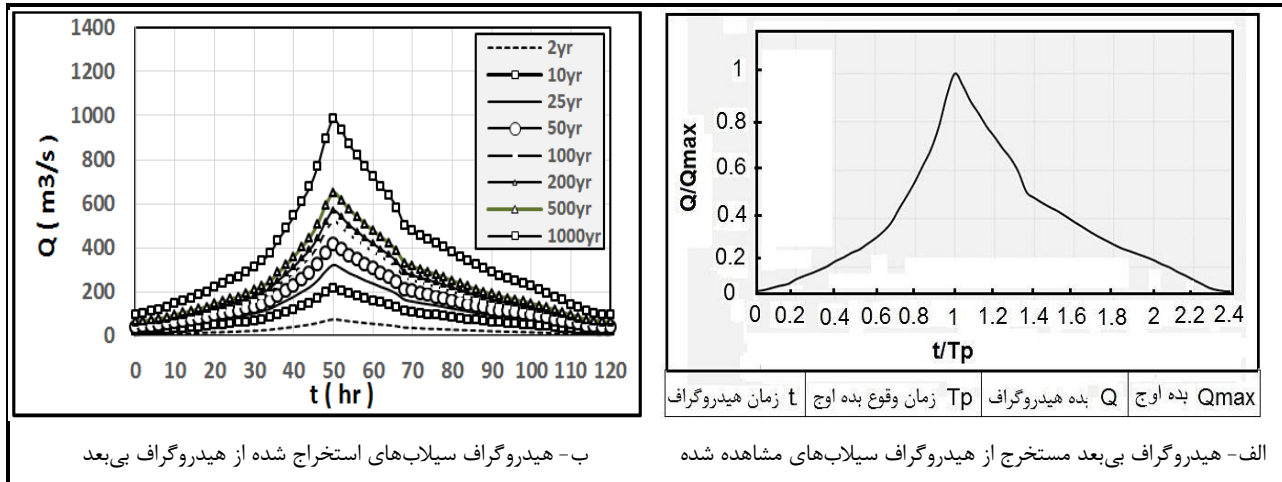 1400
1200
1000
800
600
400
200
0
Q ( m3/s )
0 10 20 30 40 50 60 70 80 90 100 110 120
t ( hr )
2yr
10yr
25yr
50yr
100yr
200yr
500yr
1000yr
1
0.8
0.6
0.4
0.2
0
Q/Qmax
0 0.2 0.4 0.6 0.8 1 1.2 1.4 1.6 1.8 2 2.2 2.4
t/Tp
Qmax بده اوج Q بده هیدروگراف Tp زمان وقوع بده اوج t زمان هیدروگراف
الف- هیدروگراف بی‌بعد مستخرج از هیدروگراف سیلاب‌های مشاهده شده
ب- هیدروگراف سیلاب‌های استخراج شده از هیدروگراف بی‌بعد